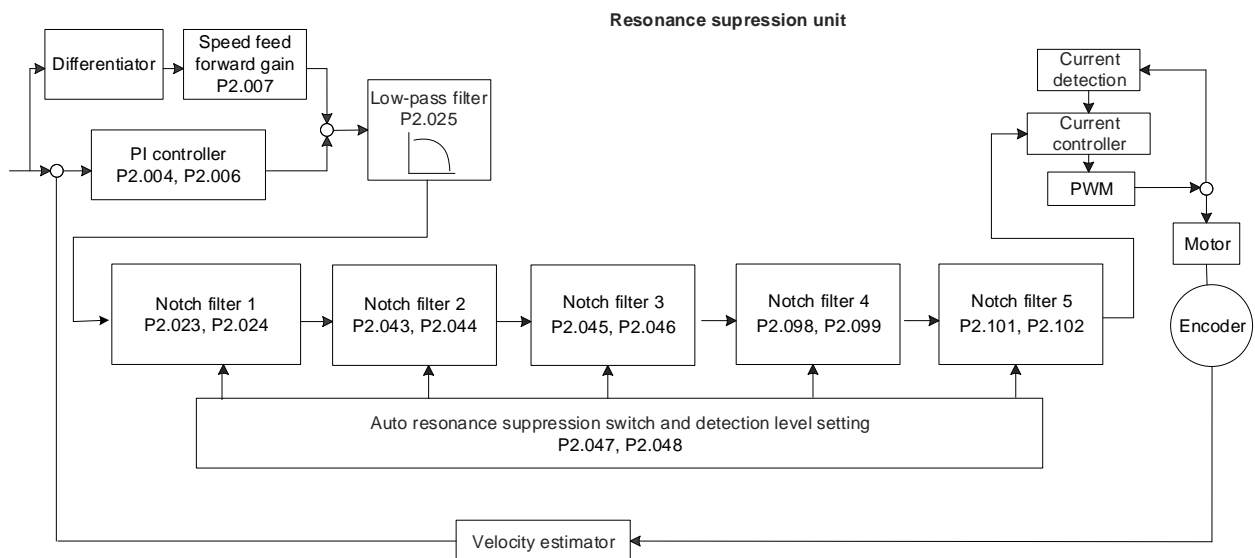 Resonance supression unit
Differentiator
Speed feed
forward gain
P2.007
Low-pass filter
P2.025
PI controller
P2.004, P2.006
Current
detection
Current
controller
PWM
Motor
Encoder
Notch filter 1
P2.023, P2.024
Notch filter 2
P2.043, P2.044
Notch filter 3
P2.045, P2.046
Notch filter 4
P2.098, P2.099
Notch filter 5
P2.101, P2.102
Auto resonance suppression switch and detection level setting
P2.047, P2.048
Velocity estimator